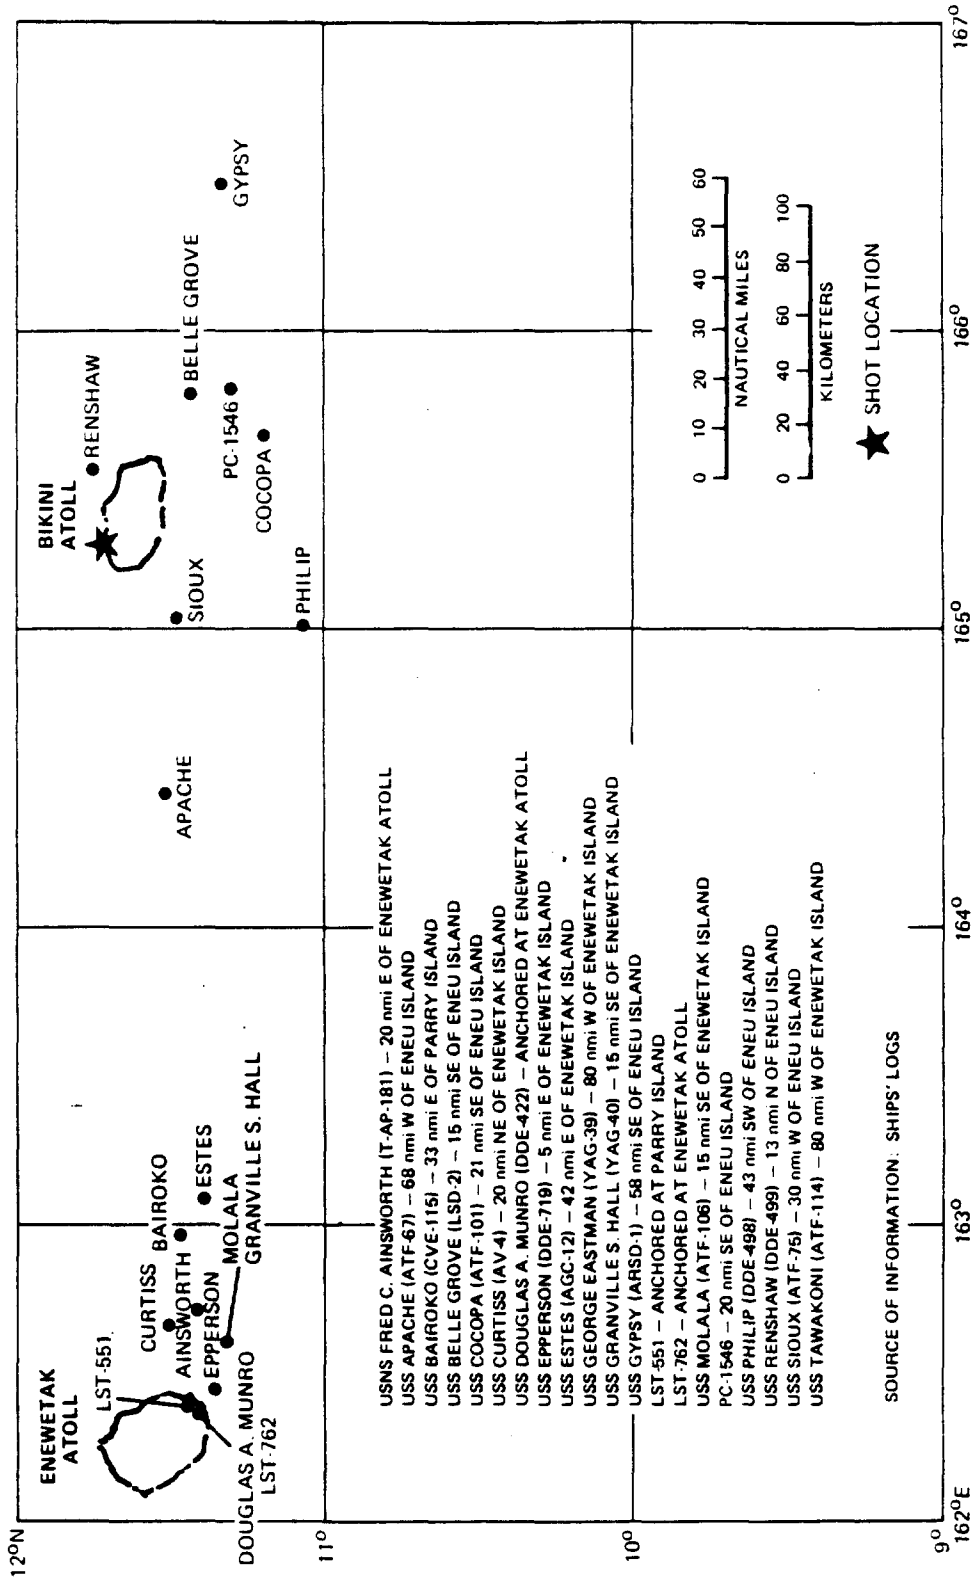 12°N
11°
10°
9°
162°E
163°
164°
165°
166°
167°
ENEWETAK
ATOLL
LST-551
CURTISS
BAIROKO
AINSWORTH
EPPERSON
ESTES
MOLALA
GRANVILLE S. HALL
DOUGLAS A. MUNRO
LST-762
APACHE
BIKINI
ATOLL
RENSHAW
SIOUX
PHILIP
BELLE GROVE
PC-1546
COCOPA
GYPSY
USNS FRED C. AINSWORTH (T-AP-181) – 20 nmi E OF ENEWETAK ATOLL
USS APACHE (ATF-67) – 68 nmi W OF ENEU ISLAND
USS BAIROKO (CVE-115) – 33 nmi E OF PARRY ISLAND
USS BELLE GROVE (LSD-2) – 15 nmi SE OF ENEU ISLAND
USS COCOPA (ATF-101) – 21 nmi SE OF ENEU ISLAND
USS CURTISS (AV-4) – 20 nmi NE OF ENEWETAK ISLAND
USS DOUGLAS A. MUNRO (DDE-422) – ANCHORED AT ENEWETAK ATOLL
USS EPPERSON (DDE-719) – 5 nmi E OF ENEWETAK ISLAND
USS ESTES (AGC-12) – 42 nmi E OF ENEWETAK ISLAND
USS GEORGE EASTMAN (YAG-39) – 80 nmi W OF ENEWETAK ISLAND
USS GRANVILLE S. HALL (YAG-40) – 15 nmi SE OF ENEWETAK ISLAND
USS GYPSY (ARSD-1) – 58 nmi SE OF ENEU ISLAND
LST-551 – ANCHORED AT PARRY ISLAND
LST-762 – ANCHORED AT ENEWETAK ATOLL
USS MOLALA (ATF-106) – 15 nmi SE OF ENEWETAK ISLAND
PC-1546 – 20 nmi SE OF ENEU ISLAND
USS PHILIP (DDE-498) – 43 nmi SW OF ENEU ISLAND
USS RENSHAW (DDE-499) – 13 nmi N OF ENEU ISLAND
USS SIOUX (ATF-75) – 30 nmi W OF ENEU ISLAND
USS TAWAKONI (ATF-114) – 80 nmi W OF ENEWETAK ISLAND
SOURCE OF INFORMATION: SHIPS' LOGS
0 10 20 30 40 50 60
NAUTICAL MILES
0 20 40 60 80 100
KILOMETERS
SHOT LOCATION